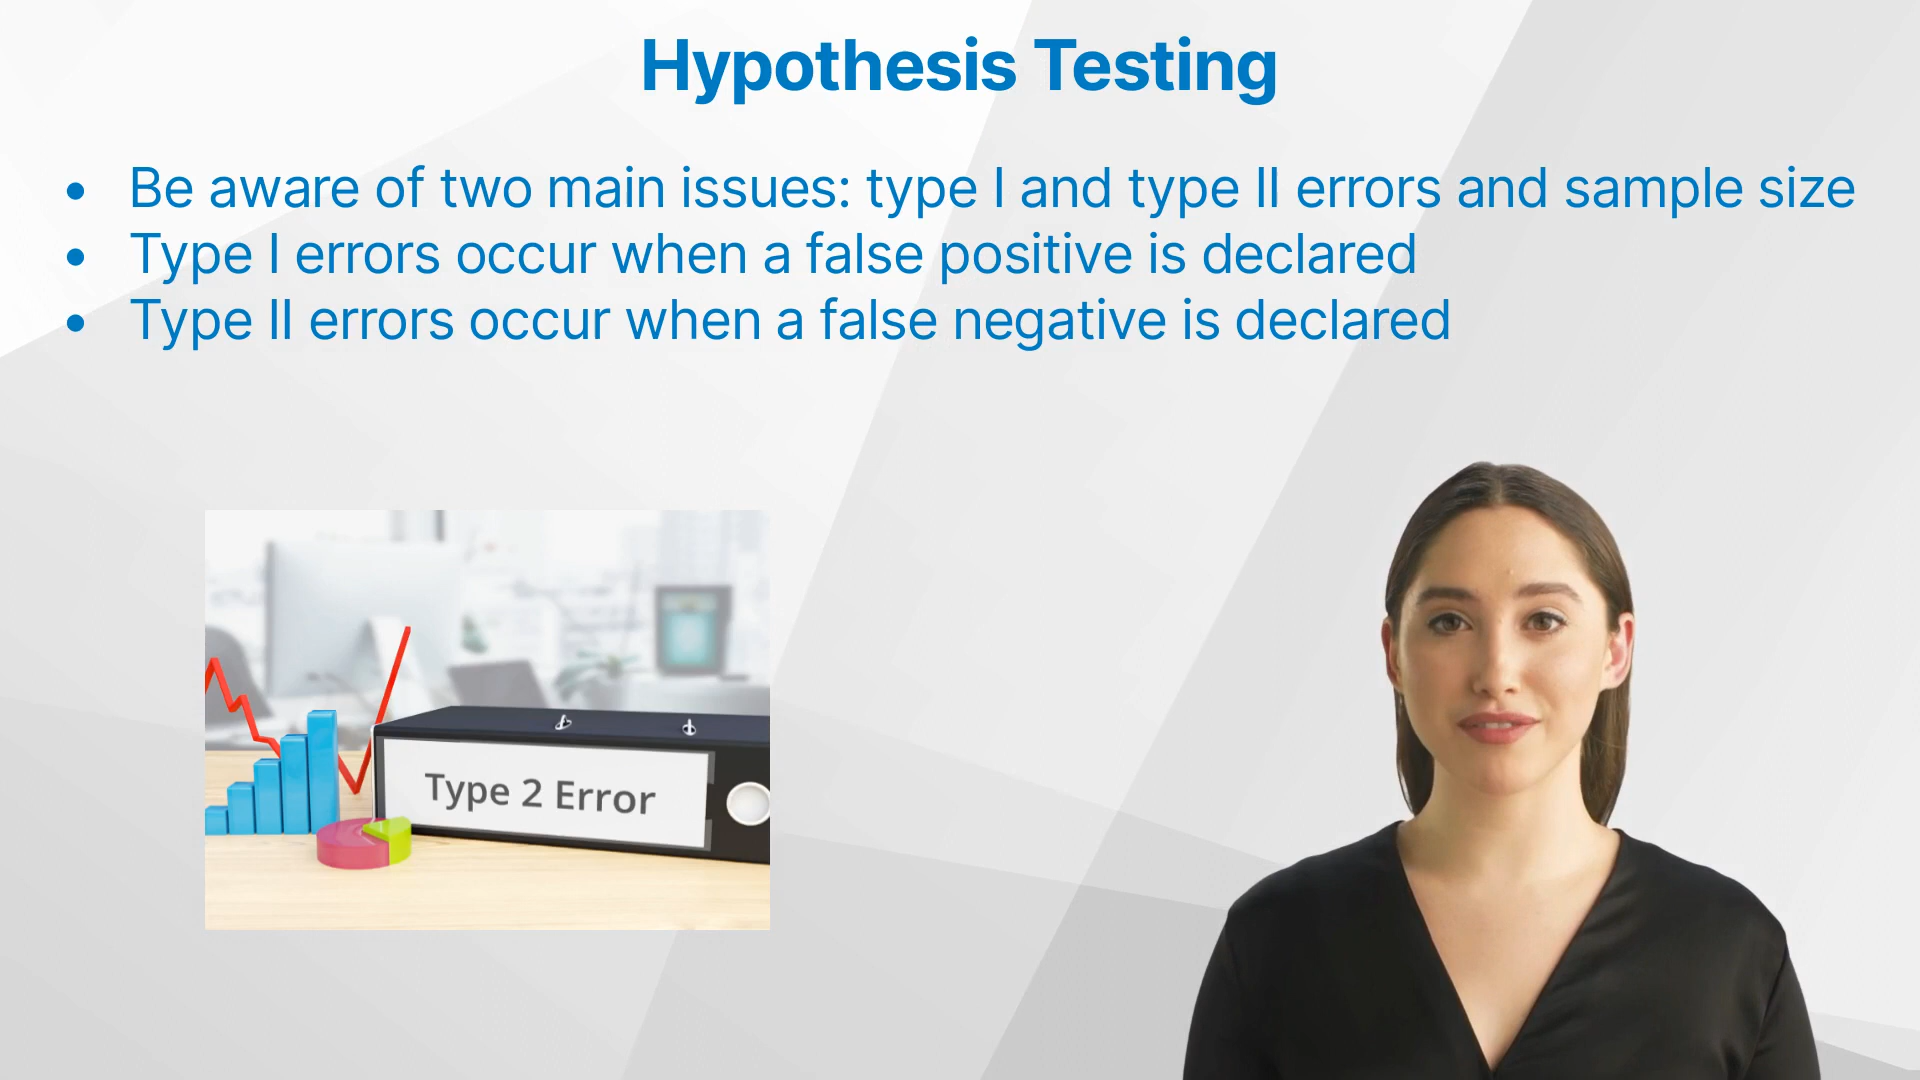 Hypothesis Testing
• Be aware of two main issues: type I and type II errors and sample size
• Type I errors occur when a false positive is declared
• Type II errors occur when a false negative is declared
Type 2 Error